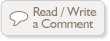 Read / Write
a Comment